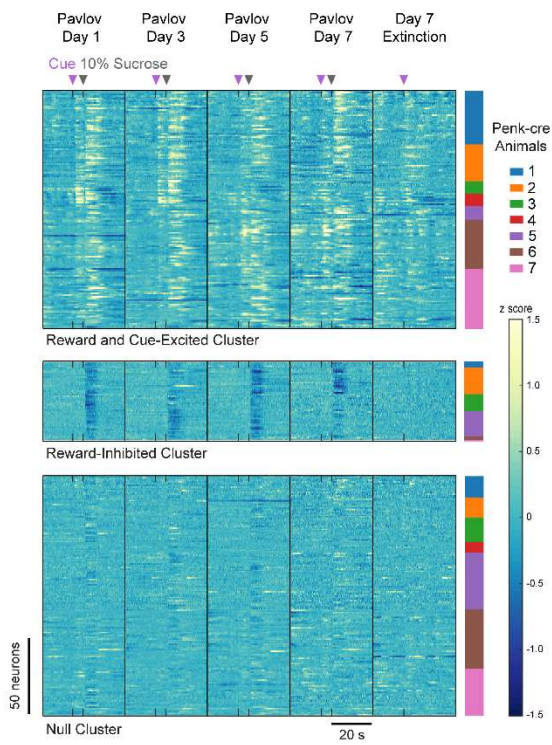 Pavlov Day 1
Pavlov Day 3
Pavlov Day 5
Pavlov Day 7
Day 7 Extinction
Cue 10% Sucrose
Penk-cre
Animals
1
2
3
4
5
6
7
Reward and Cue-Excited Cluster
z score
1.5
1.0
0.5
0
-0.5
-1.0
-1.5
Reward-Inhibited Cluster
50 neurons
Null Cluster
20 s